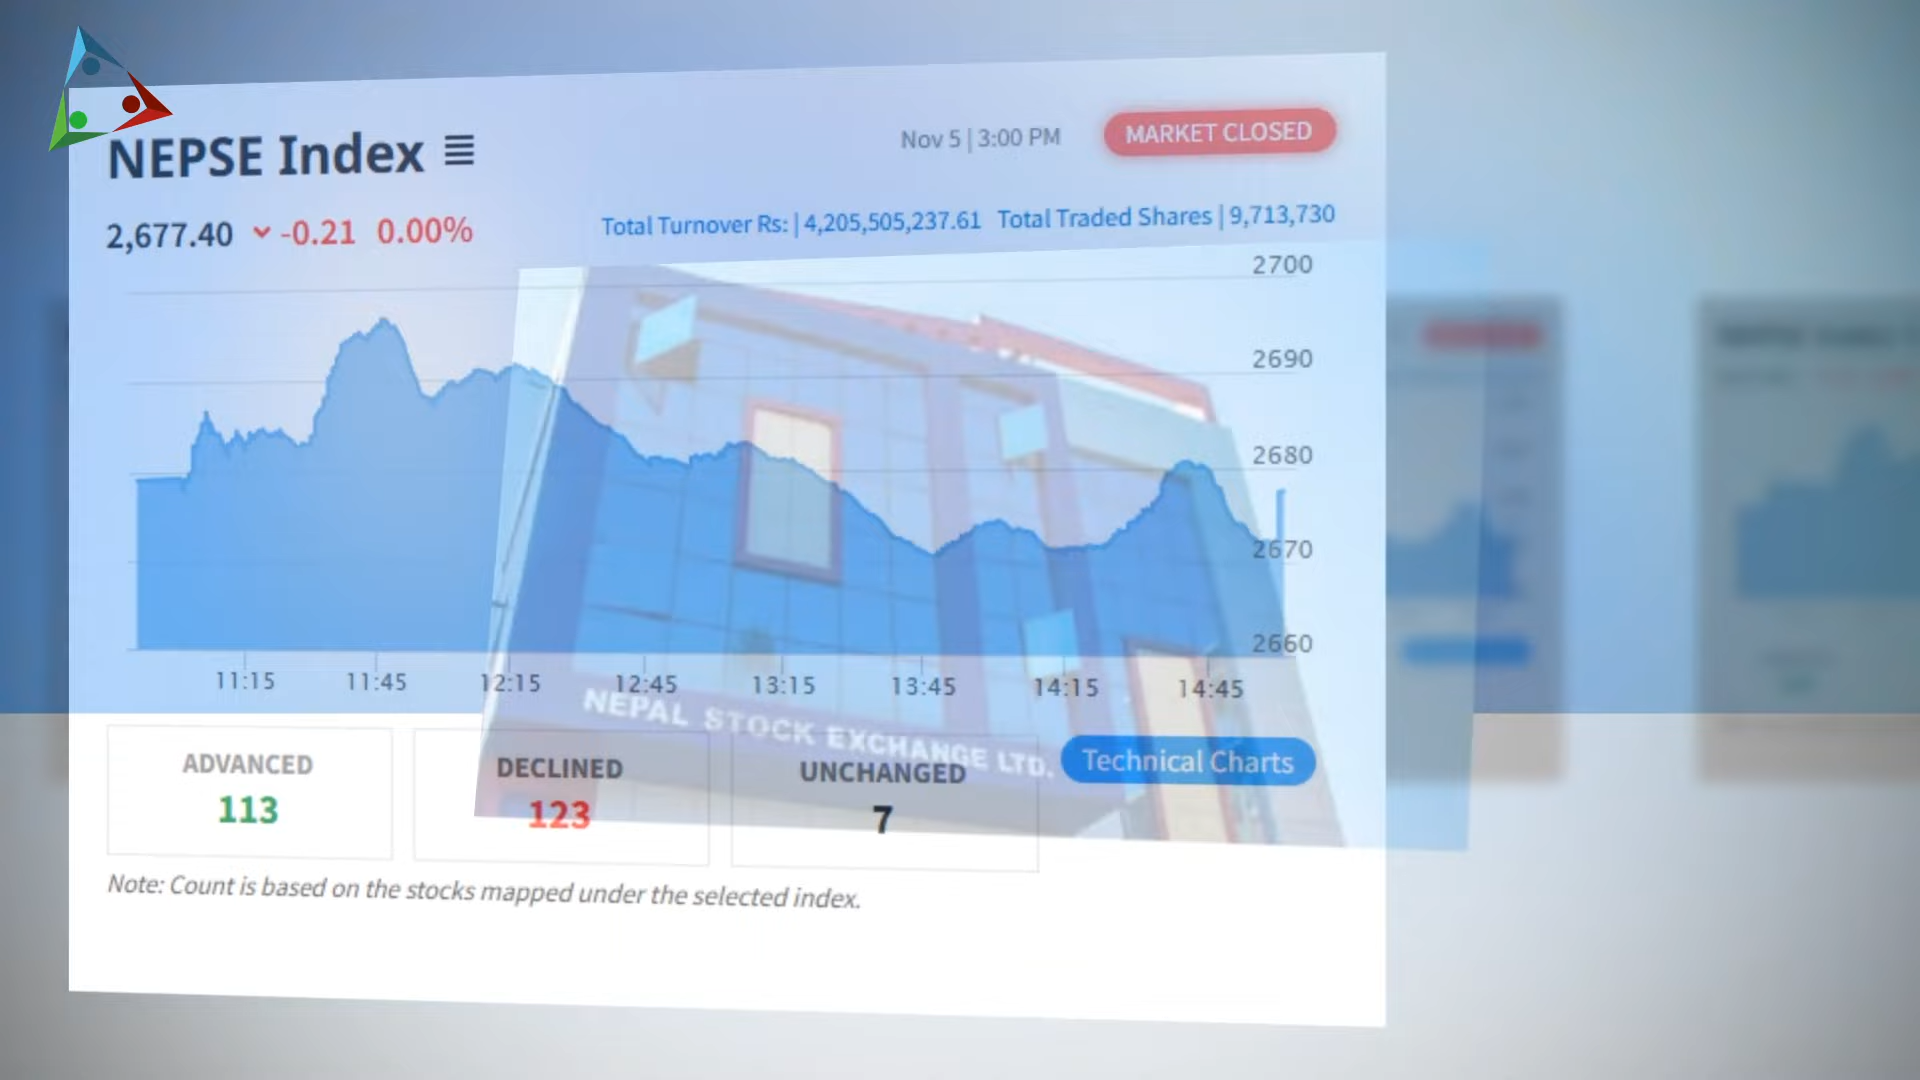 NEPSE Index
Nov 5 | 3:00 PM
MARKET CLOSED
2,677.40 -0.21 0.00%
Total Turnover Rs: | 4,205,505,237.61 Total Traded Shares | 9,713,730
2700
2690
2680
2670
2660
11:15 11:45 12:15 12:45 13:15 13:45 14:15 14:45
NEPAL STOCK EXCHANGE LTD.
ADVANCED
113
DECLINED
123
UNCHANGED
7
Technical Charts
Note: Count is based on the stocks mapped under the selected index.